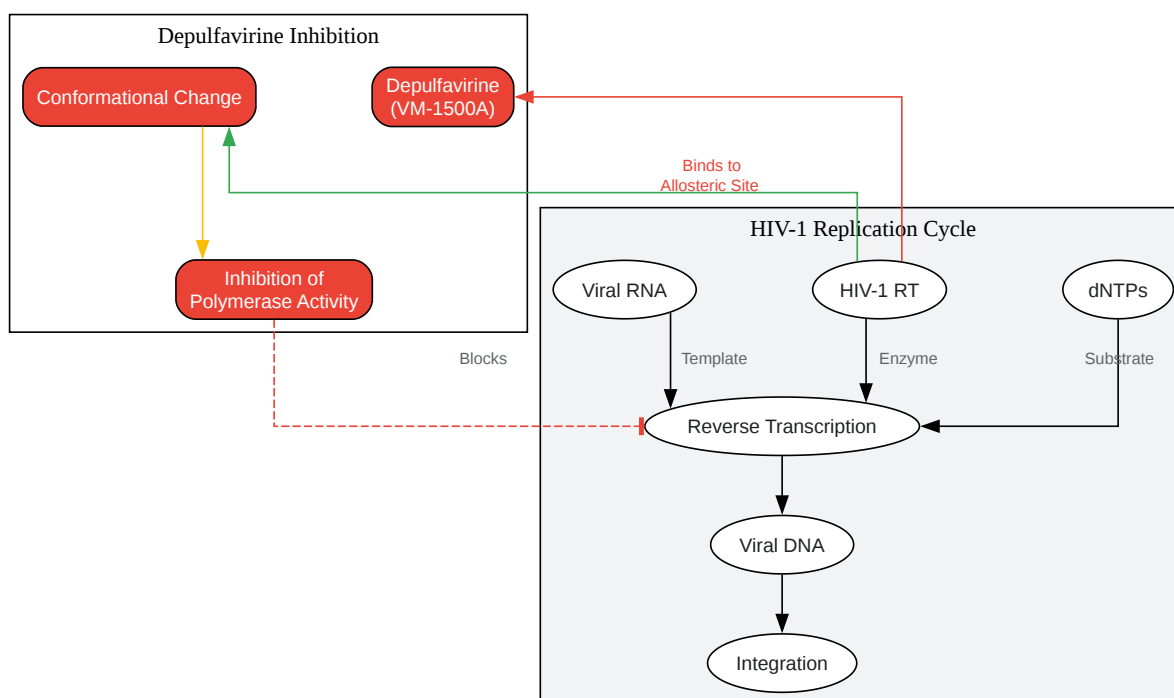 Depulfavirine Inhibition
Conformational Change
Depulfavirine
(VM-1500A)
Binds to
Allosteric Site
HIV-1 Replication Cycle
Inhibition of
Polymerase Activity
Viral RNA
HIV-1 RT
dNTPs
Blocks
Template
Enzyme
Substrate
Reverse Transcription
Viral DNA
Integration